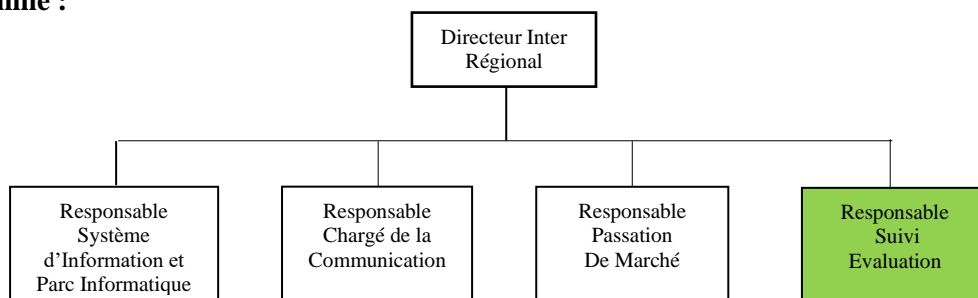 Directeur Inter
Régional
Responsable
Système
d'Information et
Parc Informatique
Responsable
Chargé de la
Communication
Responsable
Passation
De Marché
Responsable
Suivi
Evaluation